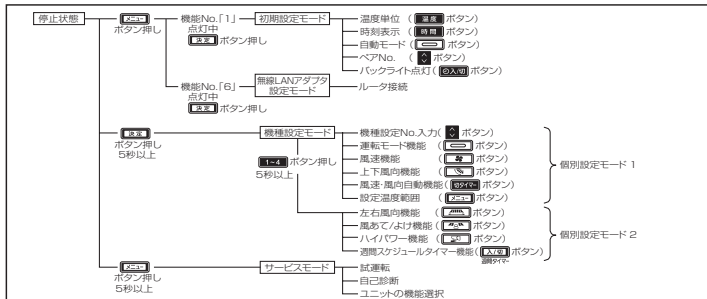 停止状態
メニュー
ボタン押し
機能No.「1」
点灯中
決定 ボタン押し
初期設定モード
温度単位 ( 温度 ボタン)
時刻表示 ( 時間 ボタン)
自動モード ( ボタン)
ペアNo. ( ボタン)
バックライト点灯( 入/切 ボタン)
機能No.「6」
点灯中
決定 ボタン押し
無線LANアダプタ
設定モード
ルータ接続
決定
ボタン押し
5秒以上
機種設定モード
機種設定No.入力( ボタン)
運転モード機能 ( ボタン)
風速機能 ( ボタン)
上下風向機能 ( ボタン)
風速・風向自動機能( 切タイマー ボタン)
設定温度範囲 ( メニュー ボタン)
個別設定モード 1
1~4 ボタン押し
5秒以上
左右風向機能 ( ボタン)
風あて/よけ機能 ( ボタン)
ハイパワー機能 ( ボタン)
週間スケジュールタイマー機能( 入/切 ボタン)
週間タイマー
個別設定モード 2
メニュー
ボタン押し
5秒以上
サービスモード
試運転
自己診断
ユニットの機能選択